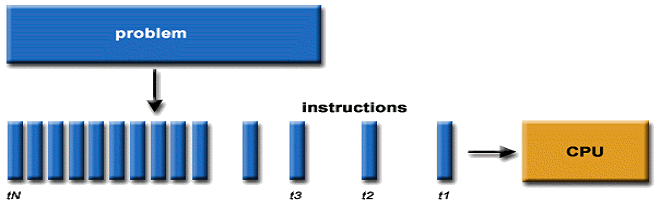 problem
instructions
CPU
tN t3 t2 t1